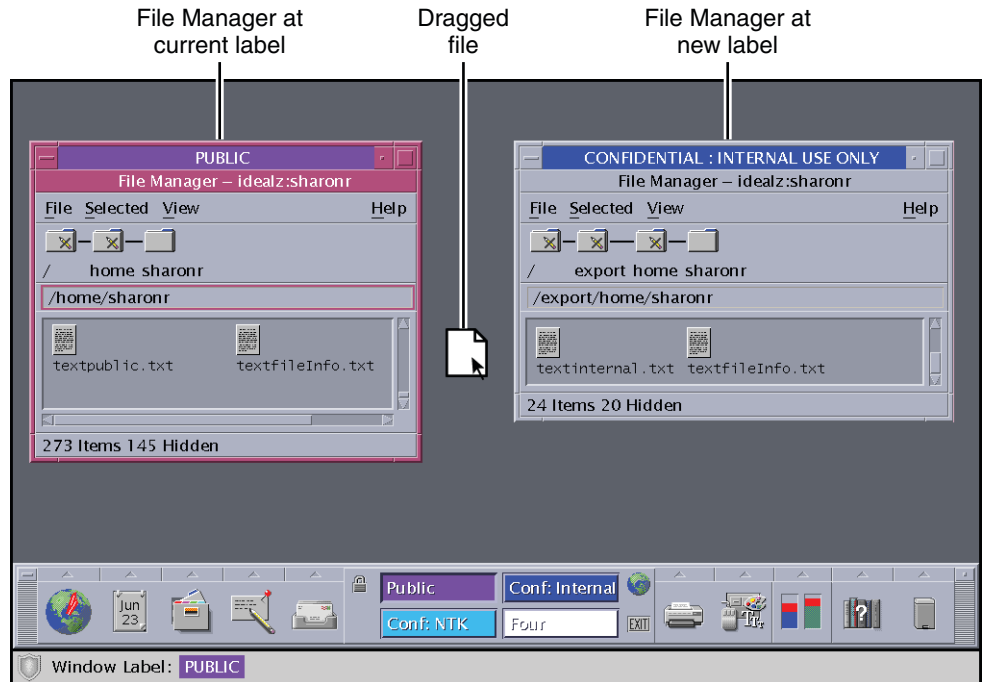 File Manager at
current label
Dragged
file
File Manager at
new label
PUBLIC
File Manager – idealz:sharonr
File Selected View Help
/ home sharonr
/home/sharonr
textpublic.txt textfileInfo.txt
273 Items 145 Hidden
CONFIDENTIAL : INTERNAL USE ONLY
File Manager – idealz:sharonr
File Selected View Help
/ export home sharonr
/export/home/sharonr
textinternal.txt textfileInfo.txt
24 Items 20 Hidden
Jun
23
Public
Conf: Internal
Conf: NTK
Four
EXIT
Window Label: PUBLIC